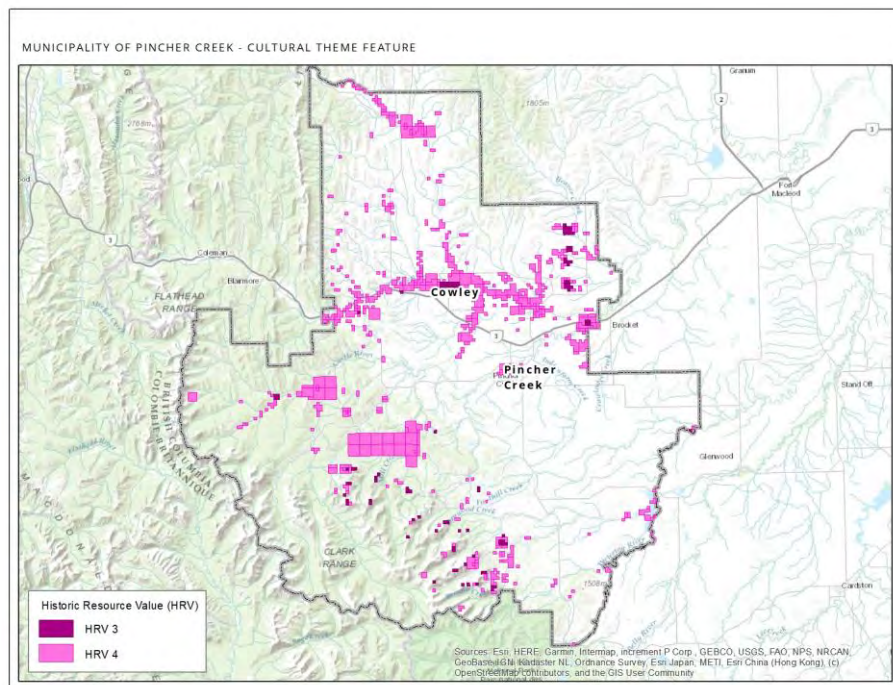 MUNICIPALITY OF PINCHER CREEK - CULTURAL THEME FEATURE
Granum
1805m
2
3
2768m
Fort
Macleod
3
Coleman
Blairmore
FLATHEAD
RANGE
Cowley
3
Brocket
Castle River
Pincher
Creek
Stand Off
BRITISH COLUMBIA
COLOMBIE-BRITANNIQUE
Glenwood
CLARK
RANGE
1508m
Cardston
Historic Resource Value (HRV)
HRV 3
HRV 4
Sources: Esri, HERE, Garmin, Intermap, increment P Corp., GEBCO, USGS, FAO, NPS, NRCAN,
GeoBase, IGN, Kadaster NL, Ordnance Survey, Esri Japan, METI, Esri China (Hong Kong), (c)
OpenStreetMap contributors, and the GIS User Community